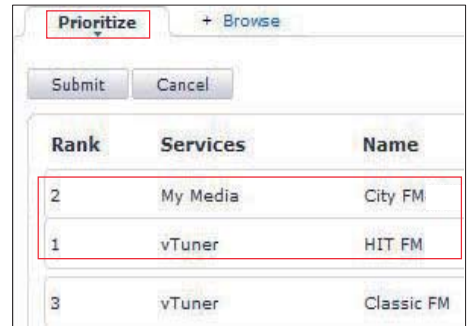 Prioritize + Browse
Submit Cancel
Rank Services Name
2 My Media City FM
1 vTuner HIT FM
3 vTuner Classic FM